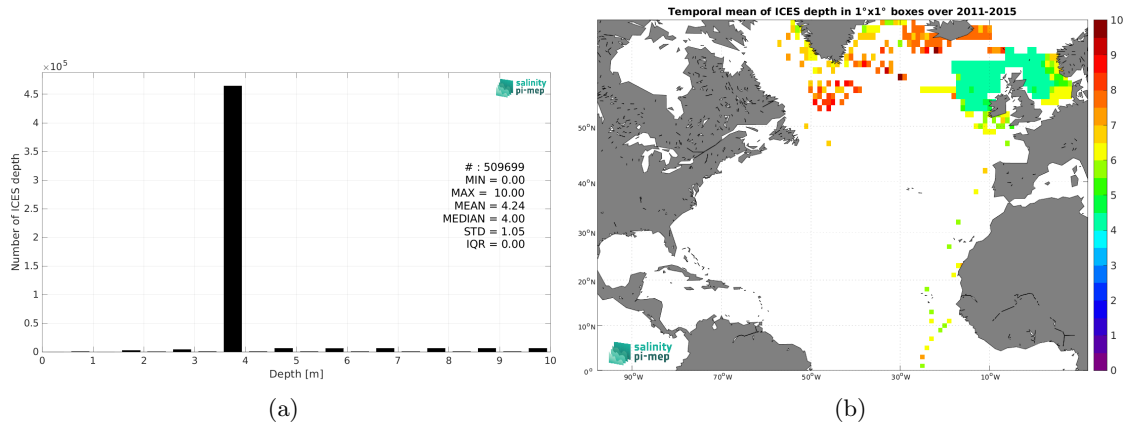 ×10⁵
4.5
4
3.5
3
2.5
2
1.5
1
0.5
0
Number of ICES depth
salinity
pi-mep
# : 509699
MIN = 0.00
MAX = 10.00
MEAN = 4.24
MEDIAN = 4.00
STD = 1.05
IQR = 0.00
0 1 2 3 4 5 6 7 8 9 10
Depth [m]
(a)
Temporal mean of ICES depth in 1°x1° boxes over 2011-2015
50°N
40°N
30°N
20°N
10°N
0°
90°W 70°W 50°W 30°W 10°W
salinity
pi-mep
10
9
8
7
6
5
4
3
2
1
0
(b)